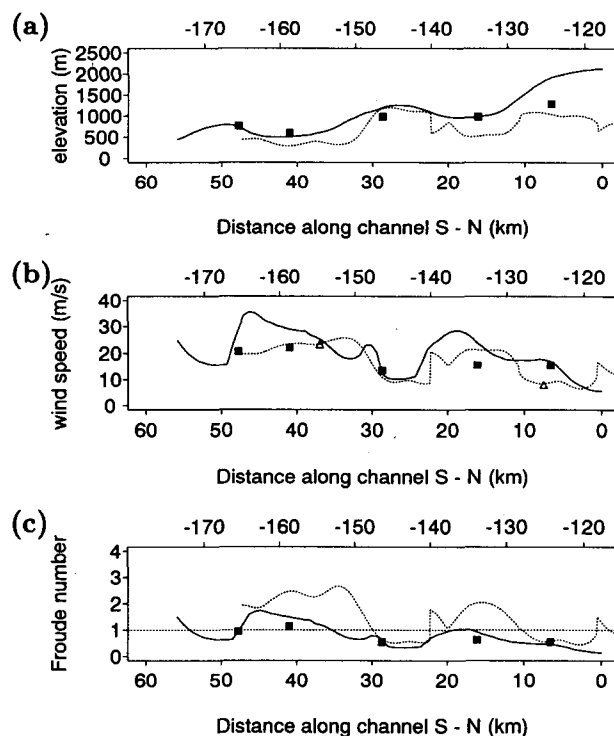 (a)
-170 -160 -150 -140 -130 -120
elevation (m)
2500
2000
1500
1000
500
0
60 50 40 30 20 10 0
Distance along channel S - N (km)
(b)
-170 -160 -150 -140 -130 -120
wind speed (m/s)
40
30
20
10
0
60 50 40 30 20 10 0
Distance along channel S - N (km)
(c)
-170 -160 -150 -140 -130 -120
Froude number
4
3
2
1
0
60 50 40 30 20 10 0
Distance along channel S - N (km)